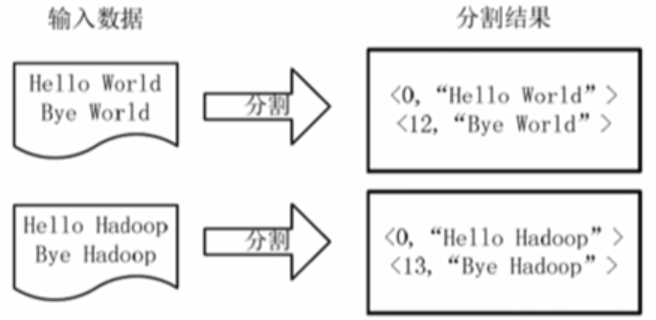 输入数据
分割结果
Hello World
Bye World
分割
<0, “Hello World” >
<12, “Bye World” >
Hello Hadoop
Bye Hadoop
分割
<0, “Hello Hadoop” >
<13, “Bye Hadoop” >